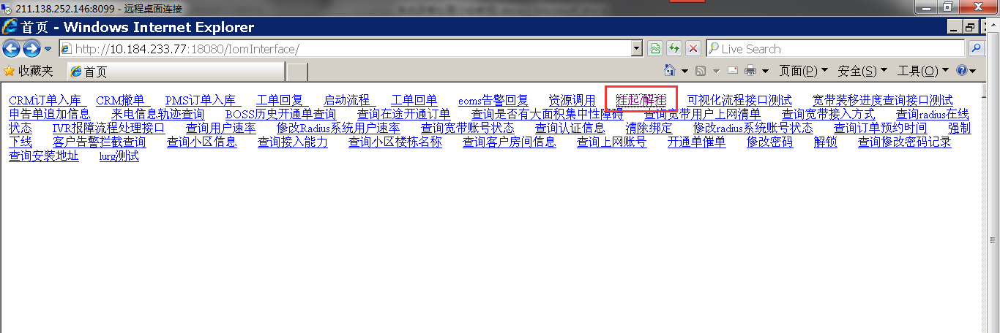 211.138.252.146:8099 - 远程桌面连接
首页 - Windows Internet Explorer
http://10.184.233.77:18080/IomInterface/ Live Search
收藏夹 首页 页面(P) 安全(S) 工具(O)
CRM订单入库 CRM撤单 PMS订单入库 工单回复 启动流程 工单回单 eoms告警回复 资源调用 挂起/解挂 可视化流程接口测试 宽带装移进度查询接口测试
申告单追加信息 来电信息轨迹查询 BOSS历史开通单查询 查询在途开通订单 查询是否有大面积集中性障碍 查询宽带用户上网清单 查询宽带接入方式 查询radius在线
状态 IVR报障流程处理接口 查询用户速率 修改Radius系统用户速率 查询宽带账号状态 查询认证信息 清除绑定 修改radius系统账号状态 查询订单预约时间 强制
下线 客户告警拦截查询 查询小区信息 查询接入能力 查询小区楼栋名称 查询客户房间信息 查询上网账号 开通单催单 修改密码 解锁 查询修改密码记录
查询安装地址 lurg测试